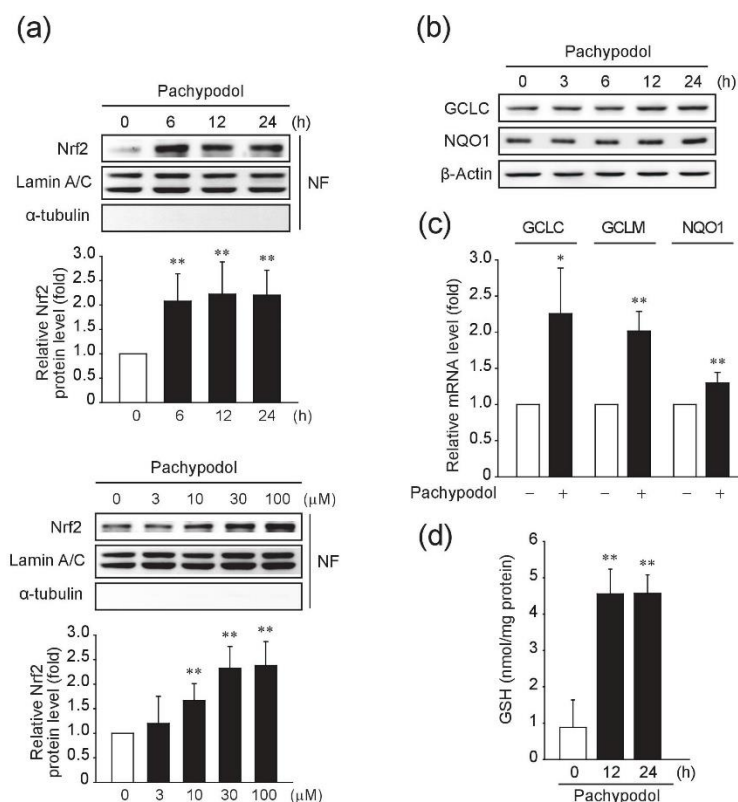 (a)
Pachypodol
0 6 12 24 (h)
Nrf2
Lamin A/C
α-tubulin
NF
Relative Nrf2
protein level (fold)
3.0
2.5
2.0
1.5
1.0
0.5
0.0
** ** **
0 6 12 24 (h)
Pachypodol
0 3 10 30 100 (μM)
Nrf2
Lamin A/C
α-tubulin
NF
Relative Nrf2
protein level (fold)
3.0
2.5
2.0
1.5
1.0
0.5
0.0
** ** **
0 3 10 30 100 (μM)
(b)
Pachypodol
0 3 6 12 24 (h)
GCLC
NQO1
β-Actin
(c)
GCLC GCLM NQO1
Relative mRNA level (fold)
3.0
2.5
2.0
1.5
1.0
0.5
0.0
* ** **
Pachypodol − + − + − +
(d)
GSH (nmol/mg protein)
6
5
4
3
2
1
0
** **
0 12 24 (h)
Pachypodol